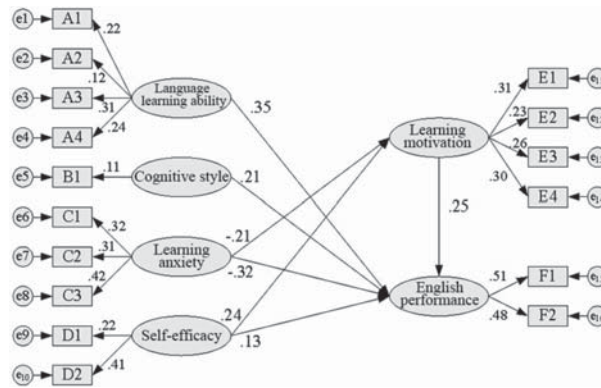 e1 A1 .22
e2 A2 .12
e3 A3 .31
e4 A4 .24
Language
learning ability
.35
e5 B1 .11
Cognitive style
.21
e6 C1 .32
e7 C2 .31
e8 C3 .42
Learning
anxiety
-.21
-.32
e9 D1 .22
e10 D2 .41
Self-efficacy
.24
.13
Learning
motivation
.25
.31 E1
.23 E2
.26 E3
.30 E4
English
performance
.51 F1
.48 F2